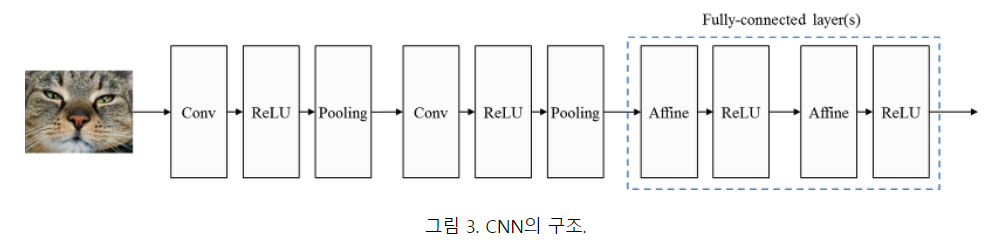 Fully-connected layer(s)
Conv ReLU Pooling Conv ReLU Pooling Affine ReLU Affine ReLU
그림 3. CNN의 구조.